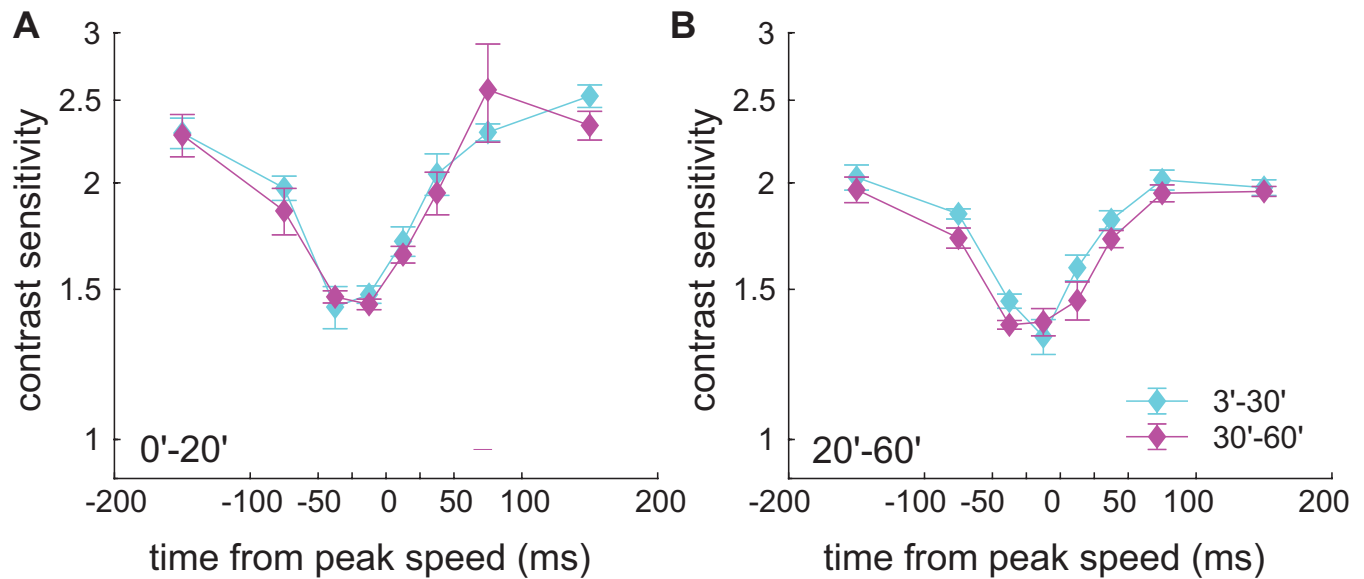 A
contrast sensitivity
3
2.5
2
1.5
1
0'-20'
-200 -100 -50 0 50 100 200
time from peak speed (ms)
B
contrast sensitivity
3
2.5
2
1.5
1
20'-60'
3'-30'
30'-60'
-200 -100 -50 0 50 100 200
time from peak speed (ms)